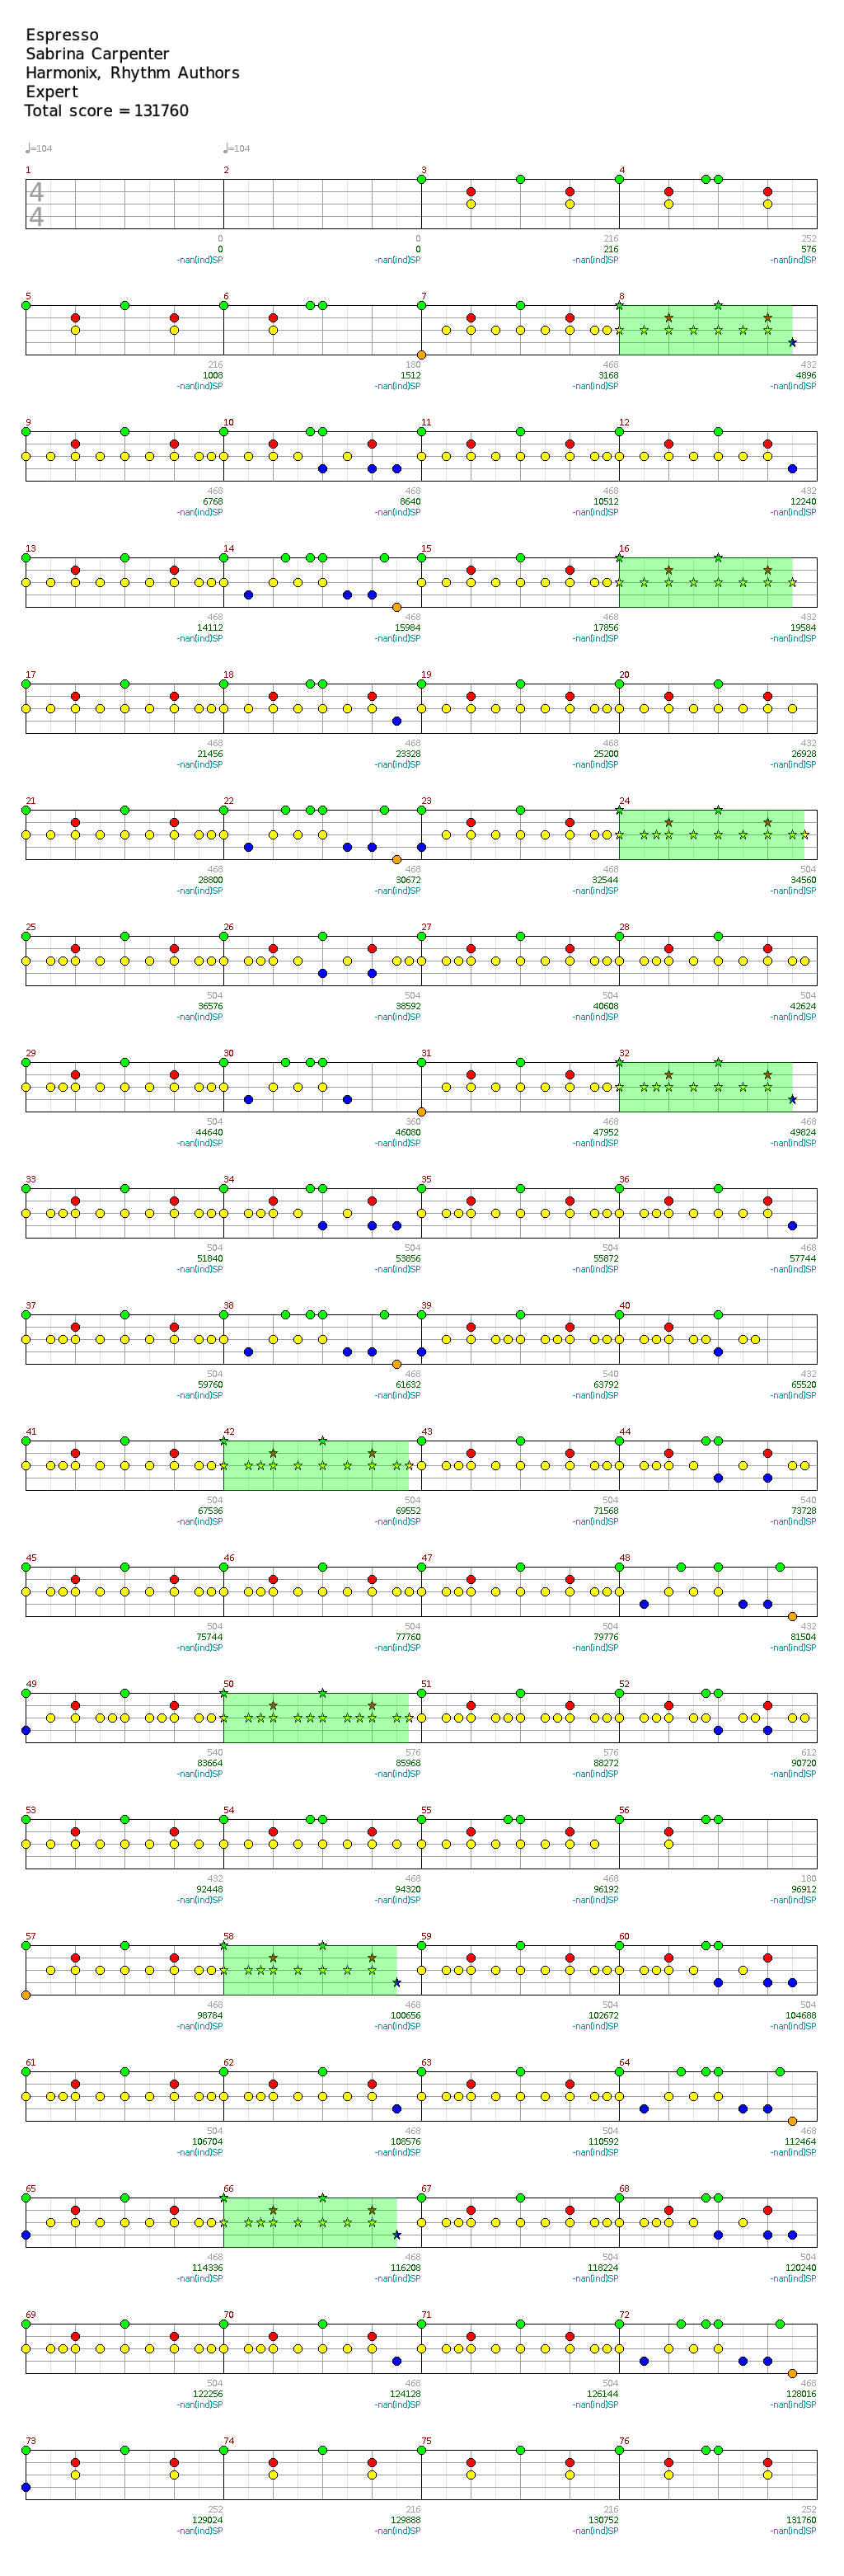 Espresso
Sabrina Carpenter
Harmonix, Rhythm Authors
Expert
Total score = 131760
♩=104 ♩=104
1 2 3 4
4
4
0 0 216 252
0 0 216 576
-nan(ind)SP -nan(ind)SP -nan(ind)SP -nan(ind)SP
5 6 7 8
216 180 468 432
1008 1512 3168 4896
-nan(ind)SP -nan(ind)SP -nan(ind)SP -nan(ind)SP
9 10 11 12
468 468 468 432
6768 8640 10512 12240
-nan(ind)SP -nan(ind)SP -nan(ind)SP -nan(ind)SP
13 14 15 16
468 468 468 432
14112 15984 17856 19584
-nan(ind)SP -nan(ind)SP -nan(ind)SP -nan(ind)SP
17 18 19 20
468 468 468 432
21456 23328 25200 26928
-nan(ind)SP -nan(ind)SP -nan(ind)SP -nan(ind)SP
21 22 23 24
468 468 468 504
28800 30672 32544 34560
-nan(ind)SP -nan(ind)SP -nan(ind)SP -nan(ind)SP
25 26 27 28
504 504 504 504
36576 38592 40608 42624
-nan(ind)SP -nan(ind)SP -nan(ind)SP -nan(ind)SP
29 30 31 32
504 360 468 468
44640 46080 47952 49824
-nan(ind)SP -nan(ind)SP -nan(ind)SP -nan(ind)SP
33 34 35 36
504 504 504 468
51840 53856 55872 57744
-nan(ind)SP -nan(ind)SP -nan(ind)SP -nan(ind)SP
37 38 39 40
504 468 540 432
59760 61632 63792 65520
-nan(ind)SP -nan(ind)SP -nan(ind)SP -nan(ind)SP
41 42 43 44
504 504 504 540
67536 69552 71568 73728
-nan(ind)SP -nan(ind)SP -nan(ind)SP -nan(ind)SP
45 46 47 48
504 504 504 432
75744 77760 79776 81504
-nan(ind)SP -nan(ind)SP -nan(ind)SP -nan(ind)SP
49 50 51 52
540 576 576 612
83664 85968 88272 90720
-nan(ind)SP -nan(ind)SP -nan(ind)SP -nan(ind)SP
53 54 55 56
432 468 468 180
92448 94320 96192 96912
-nan(ind)SP -nan(ind)SP -nan(ind)SP -nan(ind)SP
57 58 59 60
468 468 504 504
98784 100656 102672 104688
-nan(ind)SP -nan(ind)SP -nan(ind)SP -nan(ind)SP
61 62 63 64
504 468 504 468
106704 108576 110592 112464
-nan(ind)SP -nan(ind)SP -nan(ind)SP -nan(ind)SP
65 66 67 68
468 468 504 504
114336 116208 118224 120240
-nan(ind)SP -nan(ind)SP -nan(ind)SP -nan(ind)SP
69 70 71 72
504 468 504 468
122256 124128 126144 128016
-nan(ind)SP -nan(ind)SP -nan(ind)SP -nan(ind)SP
73 74 75 76
252 216 216 252
129024 129888 130752 131760
-nan(ind)SP -nan(ind)SP -nan(ind)SP -nan(ind)SP